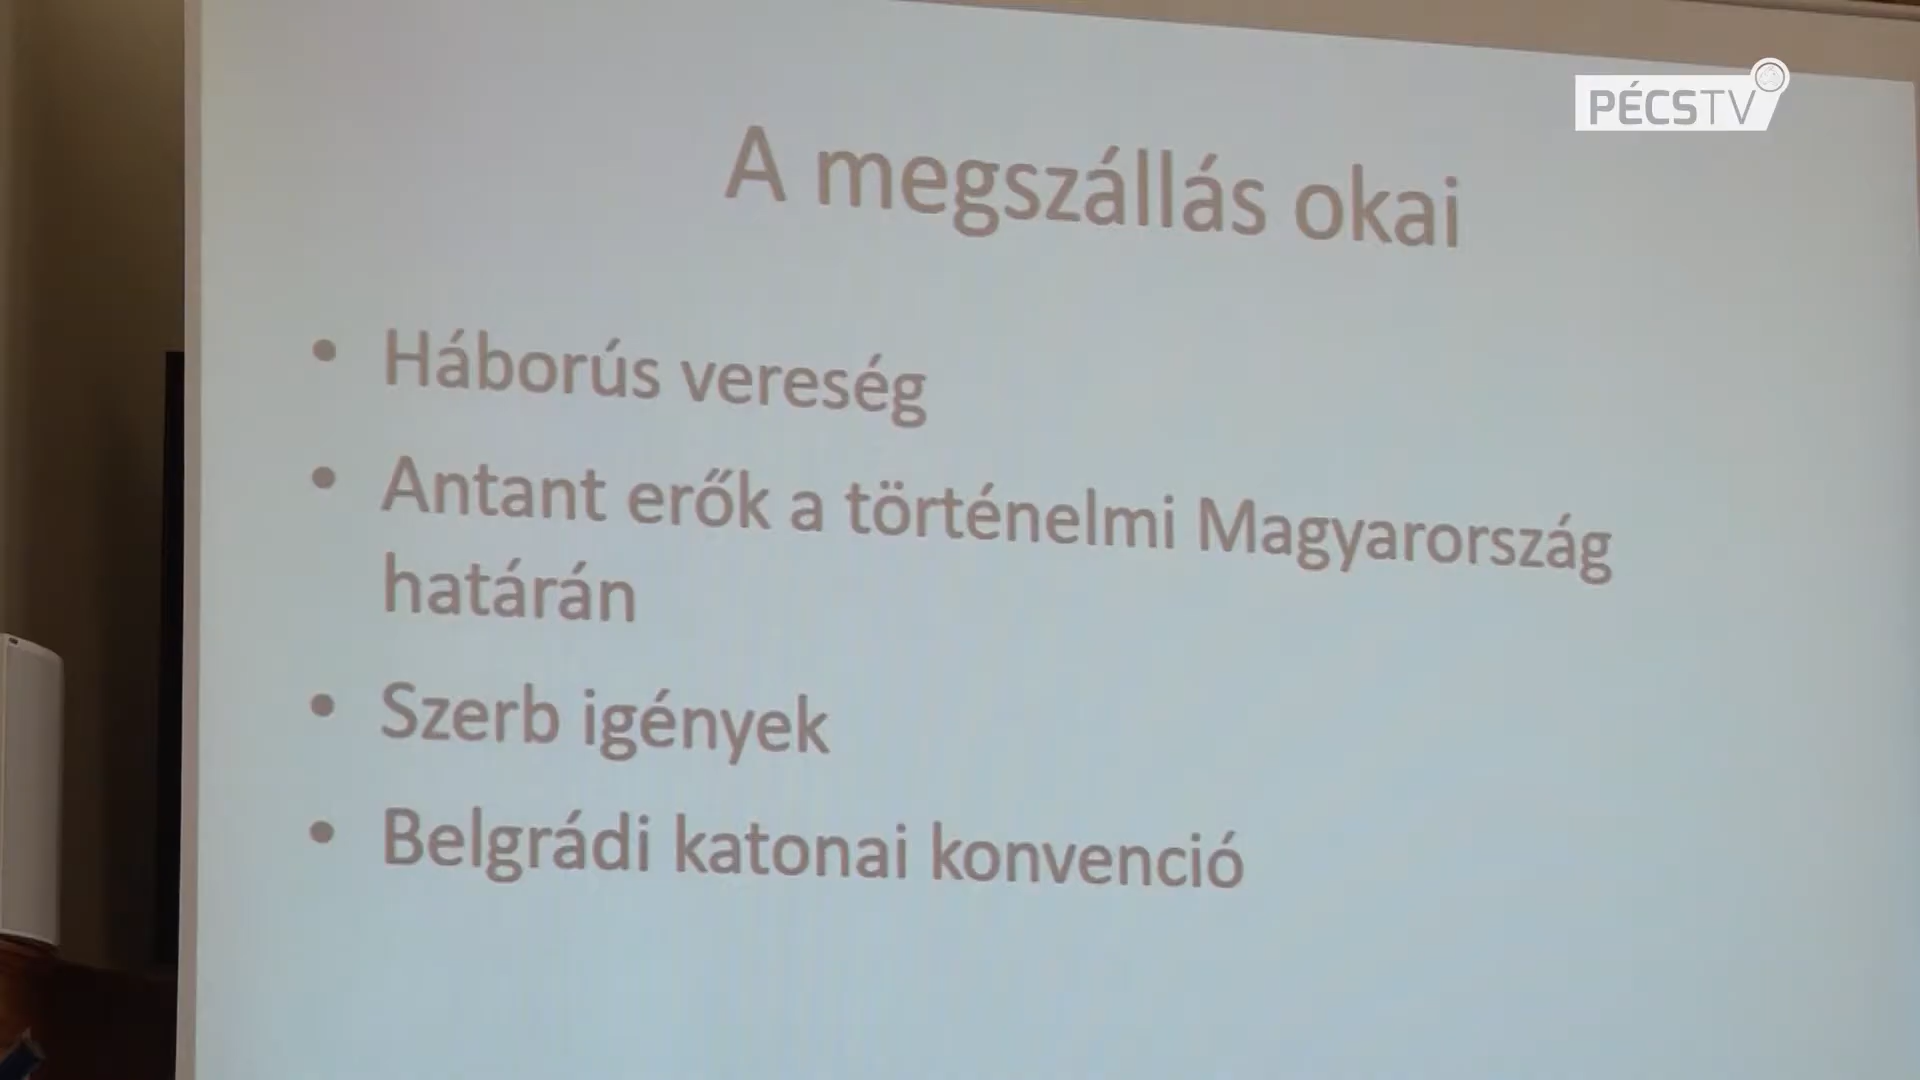 PÉCSTV
A megszállás okai
• Háborús vereség
• Antant erők a történelmi Magyarország
határán
• Szerb igények
• Belgrádi katonai konvenció